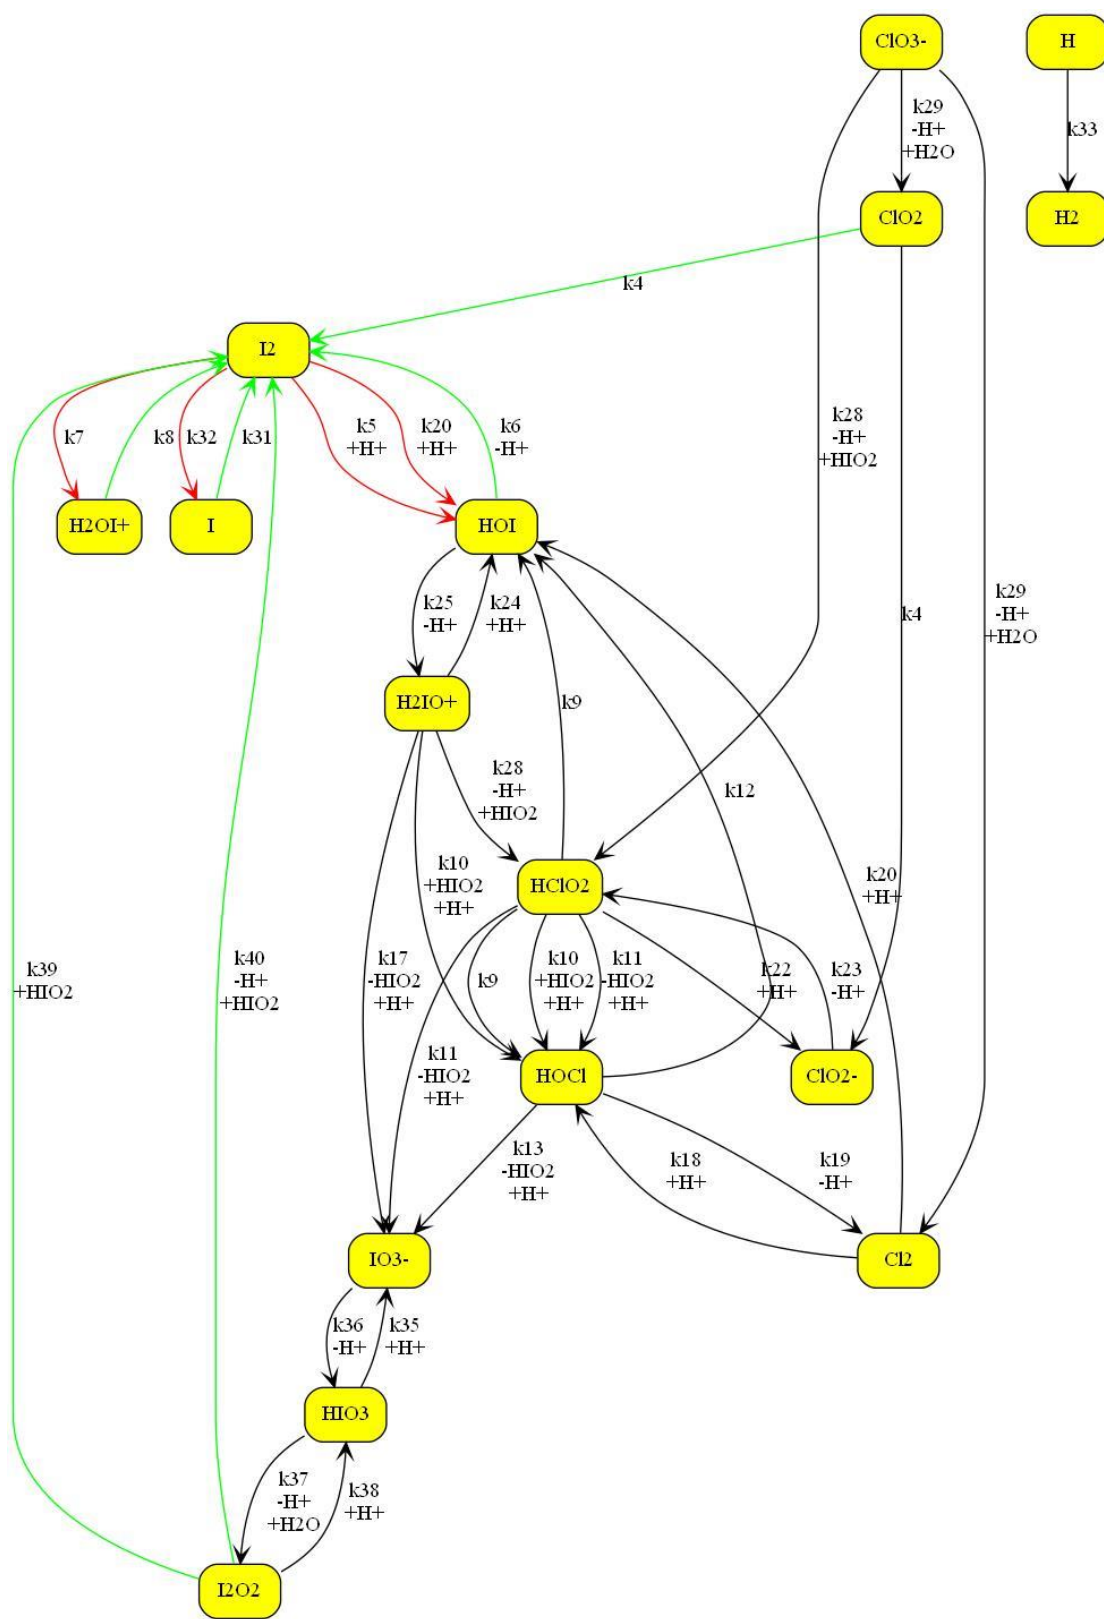 ClO3-
H
k29
-H+
+H2O
k33
ClO2
H2
k4
I2
k7
k8
k32
k31
k5
+H+
k20
+H+
k6
-H+
k28
-H+
+HIO2
H2OI+
I
HOI
k25
-H+
k24
+H+
k29
-H+
+H2O
k4
H2IO+
k9
k28
-H+
+HIO2
k12
k10
+HIO2
+H+
HClO2
k20
+H+
k39
+HIO2
k40
-H+
+HIO2
k17
-HIO2
+H+
k9
k10
+HIO2
+H+
k11
-HIO2
+H+
k22
+H+
k23
-H+
k11
-HIO2
+H+
HOCl
ClO2-
k13
-HIO2
+H+
k18
+H+
k19
-H+
IO3-
Cl2
k36
-H+
k35
+H+
HIO3
k37
-H+
+H2O
k38
+H+
I2O2